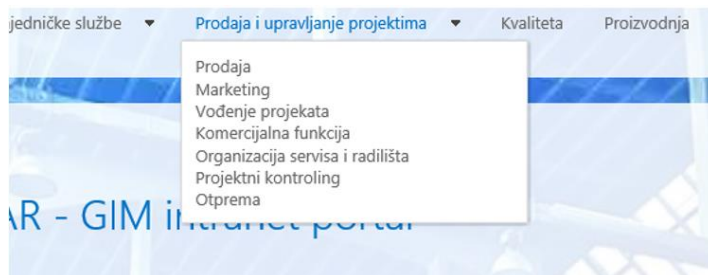 jedničke službe Prodaja i upravljanje projektima Kvaliteta Proizvodnja
Prodaja
Marketing
Vođenje projekata
Komercijalna funkcija
Organizacija servisa i radilišta
Projektni kontroling
Otprema
AR - GIM intranet portal